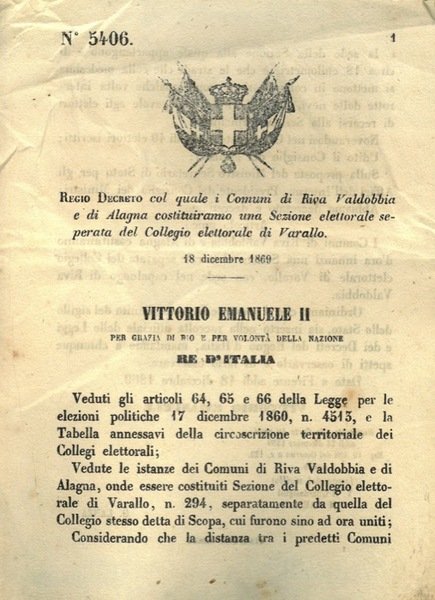 N° 5406.
1
REGIO DECRETO col quale i Comuni di Riva Valdobbia
e di Alagna costituiranno una Sezione elettorale se-
perata del Collegio elettorale di Varallo.
18 dicembre 1869
VITTORIO EMANUELE II
PER GRAZIA DI DIO E PER VOLONTÀ DELLA NAZIONE
RE D'ITALIA
Veduti gli articoli 64, 65 e 66 della Legge per le
elezioni politiche 17 dicembre 1860, n. 4513, e la
Tabella annessavi della circoscrizione territoriale dei
Collegi elettorali;
Vedute le istanze dei Comuni di Riva Valdobbia e di
Alagna, onde essere costituiti Sezione del Collegio eletto-
rale di Varallo, n. 294, separatamente da quella del
Collegio stesso detta di Scopa, cui furono sino ad ora uniti;
Considerando che la distanza tra i predetti Comuni